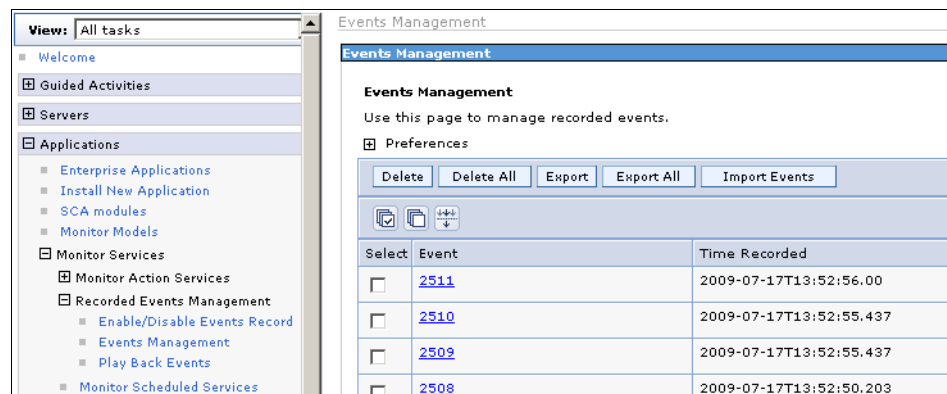 View: All tasks
Welcome
Guided Activities
Servers
Applications
Enterprise Applications
Install New Application
SCA modules
Monitor Models
Monitor Services
Monitor Action Services
Recorded Events Management
Enable/Disable Events Record
Events Management
Play Back Events
Monitor Scheduled Services
Events Management
Events Management
Events Management
Use this page to manage recorded events.
Preferences
Delete Delete All Export Export All Import Events
Select Event Time Recorded
2511 2009-07-17T13:52:56.00
2510 2009-07-17T13:52:55.437
2509 2009-07-17T13:52:55.437
2508 2009-07-17T13:52:50.203